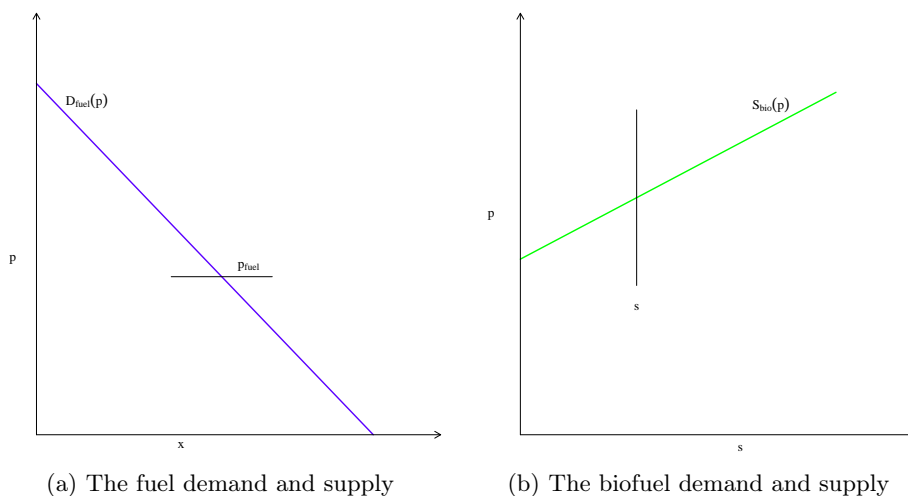 D_fuel(p)
p_fuel
p
x
(a) The fuel demand and supply
S_bio(p)
p
s
s
(b) The biofuel demand and supply